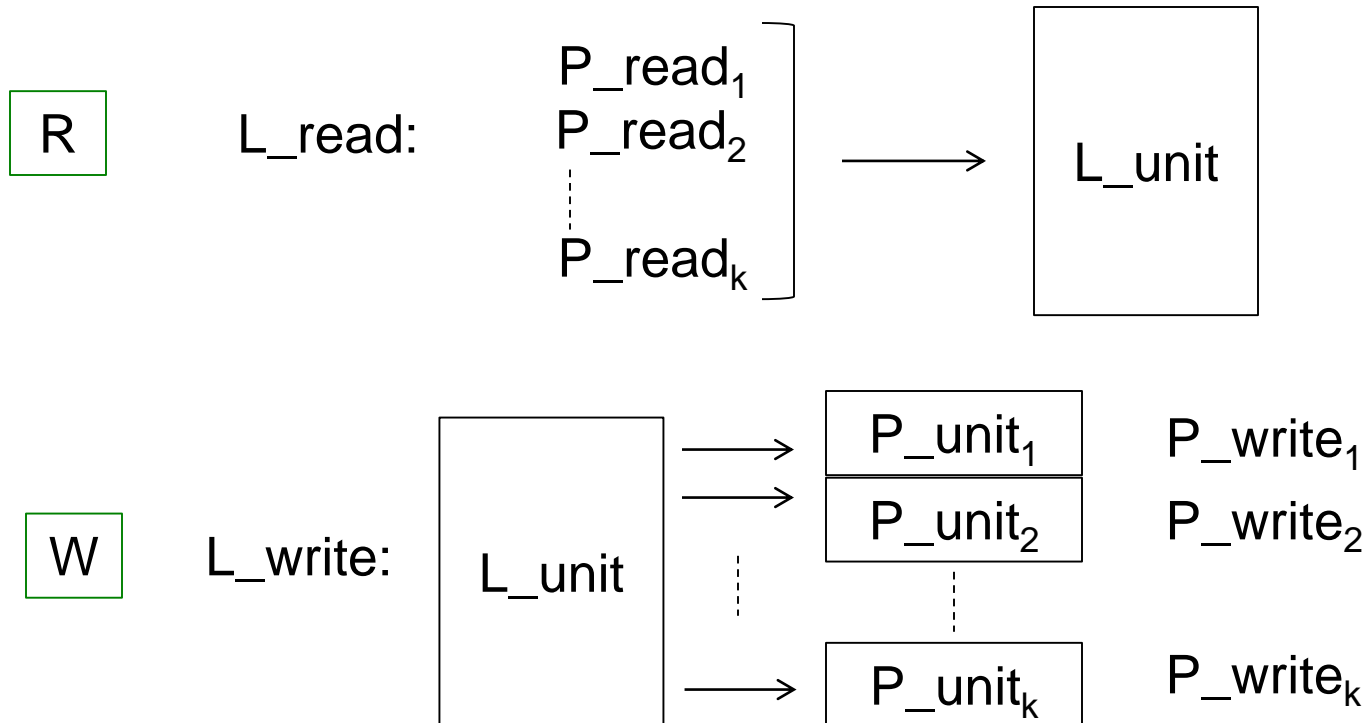 R
L_read:
P_read₁
P_read₂
P_readₖ
L_unit
W
L_write:
L_unit
P_unit₁
P_write₁
P_unit₂
P_write₂
P_unitₖ
P_writeₖ